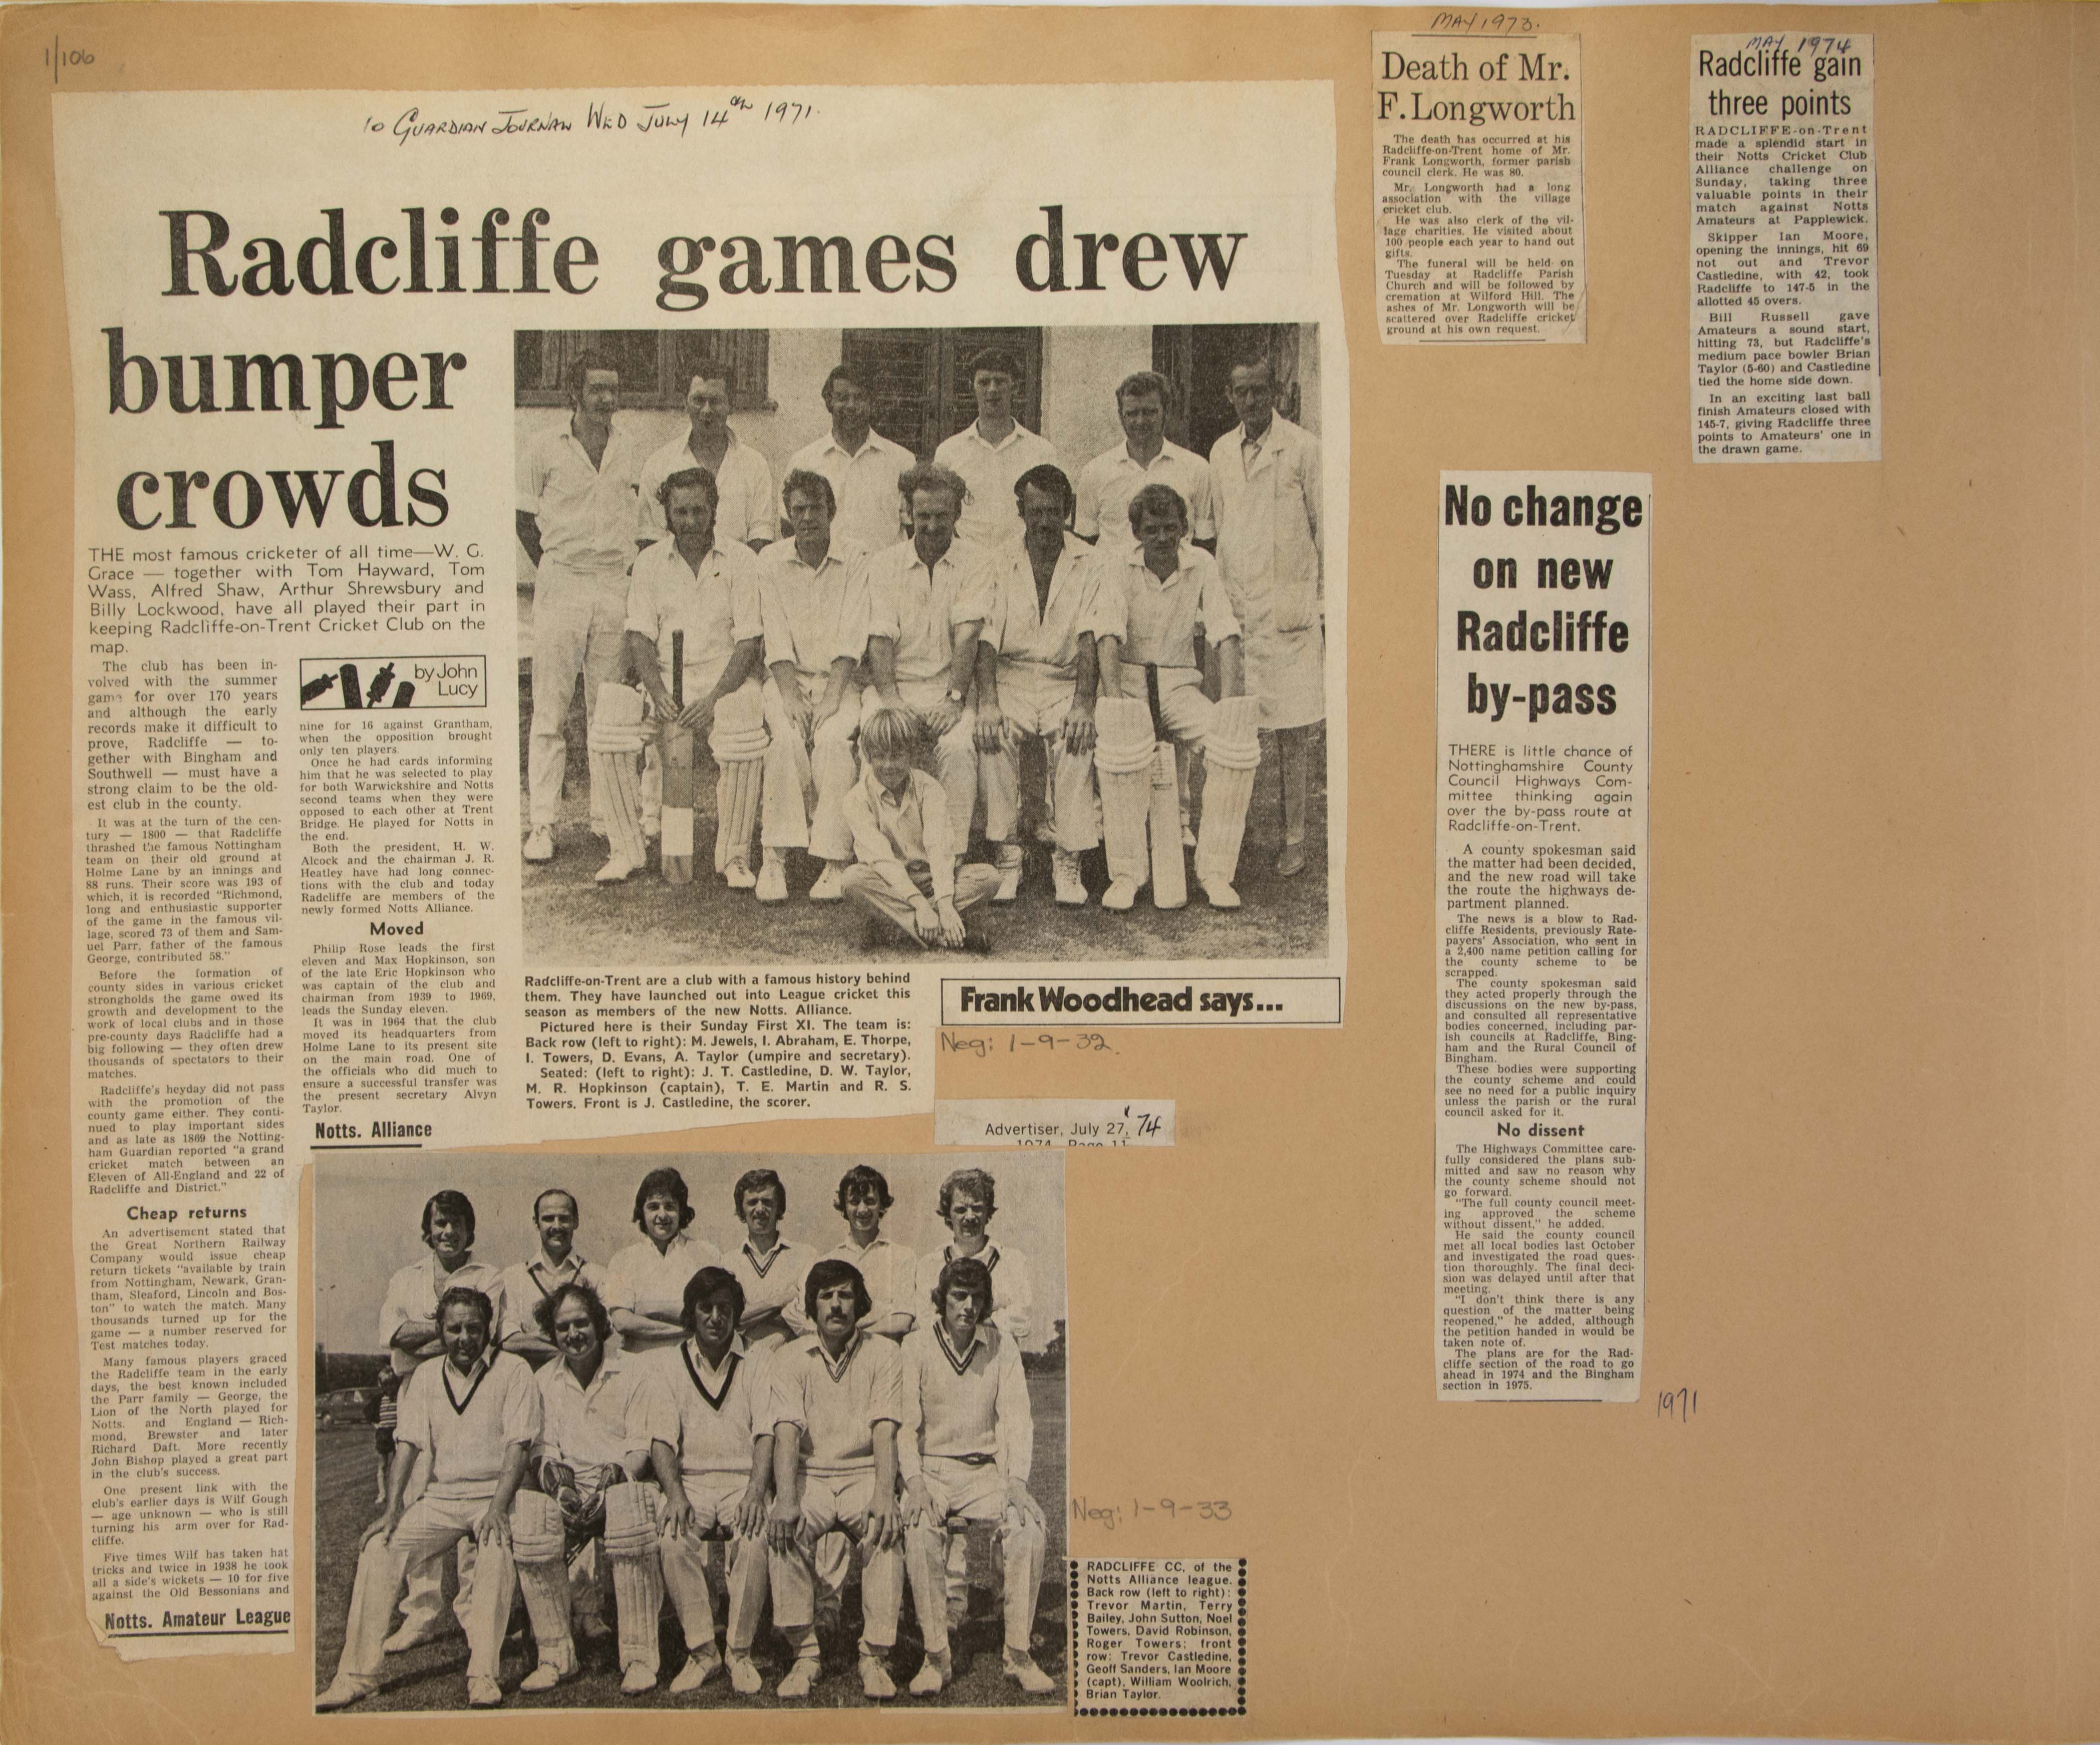 1/106
10 GUARDIAN JOURNAL WED JULY 14th 1971.
Radcliffe games drew
bumper
crowds
THE most famous cricketer of all time—W. G.
Grace — together with Tom Hayward, Tom
Wass, Alfred Shaw, Arthur Shrewsbury and
Billy Lockwood, have all played their part in
keeping Radcliffe-on-Trent Cricket Club on the
map.
The club has been in-
volved with the summer
game for over 170 years
and although the early
records make it difficult to
prove, Radcliffe — to-
gether with Bingham and
Southwell — must have a
strong claim to be the old-
est club in the county.
It was at the turn of the cen-
tury — 1800 — that Radcliffe
thrashed the famous Nottingham
team on their old ground at
Holme Lane by an innings and
88 runs. Their score was 193 of
which, it is recorded "Richmond,
long and enthusiastic supporter
of the game in the famous vil-
lage, scored 73 of them and Sam-
uel Parr, father of the famous
George, contributed 58."
Before the formation of
county sides in various cricket
strongholds the game owed its
growth and development to the
work of local clubs and in those
pre-county days Radcliffe had a
big following — they often drew
thousands of spectators to their
matches.
Radcliffe's heyday did not pass
with the promotion of the
county game either. They conti-
nued to play important sides
and as late as 1869 the Notting-
ham Guardian reported "a grand
cricket match between an
Eleven of All-England and 22 of
Radcliffe and District."
Cheap returns
An advertisement stated that
the Great Northern Railway
Company would issue cheap
return tickets "available by train
from Nottingham, Newark, Gran-
tham, Sleaford, Lincoln and Bos-
ton" to watch the match. Many
thousands turned up for the
game — a number reserved for
Test matches today.
Many famous players graced
the Radcliffe team in the early
days, the best known included
the Parr family — George, the
Lion of the North played for
Notts. and England — Rich-
mond, Brewster and later
Richard Daft. More recently
John Bishop played a great part
in the club's success.
One present link with the
club's earlier days is Wilf Gough
— age unknown — who is still
turning his arm over for Rad-
cliffe.
Five times Wilf has taken hat
tricks and twice in 1938 he took
all a side's wickets — 10 for five
against the Old Bessonians and
Notts. Amateur League
by John
Lucy
nine for 16 against Grantham,
when the opposition brought
only ten players.
Once he had cards informing
him that he was selected to play
for both Warwickshire and Notts
second teams when they were
opposed to each other at Trent
Bridge. He played for Notts in
the end.
Both the president, H. W.
Alcock and the chairman J. R.
Heatley have had long connec-
tions with the club and today
Radcliffe are members of the
newly formed Notts Alliance.
Moved
Philip Rose leads the first
eleven and Max Hopkinson, son
of the late Eric Hopkinson who
was captain of the club and
chairman from 1939 to 1969,
leads the Sunday eleven.
It was in 1964 that the club
moved its headquarters from
Holme Lane to its present site
on the main road. One of
the officials who did much to
ensure a successful transfer was
the present secretary Alvyn
Taylor.
Notts. Alliance
Radcliffe-on-Trent are a club with a famous history behind
them. They have launched out into League cricket this
season as members of the new Notts. Alliance.
Pictured here is their Sunday First XI. The team is:
Back row (left to right): M. Jewels, I. Abraham, E. Thorpe,
I. Towers, D. Evans, A. Taylor (umpire and secretary).
Seated: (left to right): J. T. Castledine, D. W. Taylor,
M. R. Hopkinson (captain), T. E. Martin and R. S.
Towers. Front is J. Castledine, the scorer.
Frank Woodhead says...
Neg: 1-9-32.
Advertiser, July 27, '74
1974 Page 11
Neg: 1-9-33
RADCLIFFE CC, of the
Notts Alliance league.
Back row (left to right):
Trevor Martin, Terry
Bailey, John Sutton, Noel
Towers, David Robinson,
Roger Towers; front
row: Trevor Castledine,
Geoff Sanders, Ian Moore
(capt), William Woolrich,
Brian Taylor.
MAY 1973.
Death of Mr.
F. Longworth
The death has occurred at his
Radcliffe-on-Trent home of Mr.
Frank Longworth, former parish
council clerk. He was 80.
Mr. Longworth had a long
association with the village
cricket club.
He was also clerk of the vil-
lage charities. He visited about
100 people each year to hand out
gifts.
The funeral will be held on
Tuesday at Radcliffe Parish
Church and will be followed by
cremation at Wilford Hill. The
ashes of Mr. Longworth will be
scattered over Radcliffe cricket
ground at his own request.
MAY 1974
Radcliffe gain
three points
RADCLIFFE-on-Trent
made a splendid start in
their Notts Cricket Club
Alliance challenge on
Sunday, taking three
valuable points in their
match against Notts
Amateurs at Papplewick.
Skipper Ian Moore,
opening the innings, hit 69
not out and Trevor
Castledine, with 42, took
Radcliffe to 147-5 in the
allotted 45 overs.
Bill Russell gave
Amateurs a sound start,
hitting 73, but Radcliffe's
medium pace bowler Brian
Taylor (5-60) and Castledine
tied the home side down.
In an exciting last ball
finish Amateurs closed with
145-7, giving Radcliffe three
points to Amateurs' one in
the drawn game.
No change
on new
Radcliffe
by-pass
THERE is little chance of
Nottinghamshire County
Council Highways Com-
mittee thinking again
over the by-pass route at
Radcliffe-on-Trent.
A county spokesman said
the matter had been decided,
and the new road will take
the route the highways de-
partment planned.
The news is a blow to Rad-
cliffe Residents, previously Rate-
payers' Association, who sent in
a 2,400 name petition calling for
the county scheme to be
scrapped.
The county spokesman said
they acted properly through the
discussions on the new by-pass,
and consulted all representative
bodies concerned, including par-
ish councils at Radcliffe, Bing-
ham and the Rural Council of
Bingham.
These bodies were supporting
the county scheme and could
see no need for a public inquiry
unless the parish or the rural
council asked for it.
No dissent
The Highways Committee care-
fully considered the plans sub-
mitted and saw no reason why
the county scheme should not
go forward.
"The full county council meet-
ing approved the scheme
without dissent," he added.
He said the county council
met all local bodies last October
and investigated the road ques-
tion thoroughly. The final deci-
sion was delayed until after that
meeting.
"I don't think there is any
question of the matter being
reopened," he added, although
the petition handed in would be
taken note of.
The plans are for the Rad-
cliffe section of the road to go
ahead in 1974 and the Bingham
section in 1975.
1971